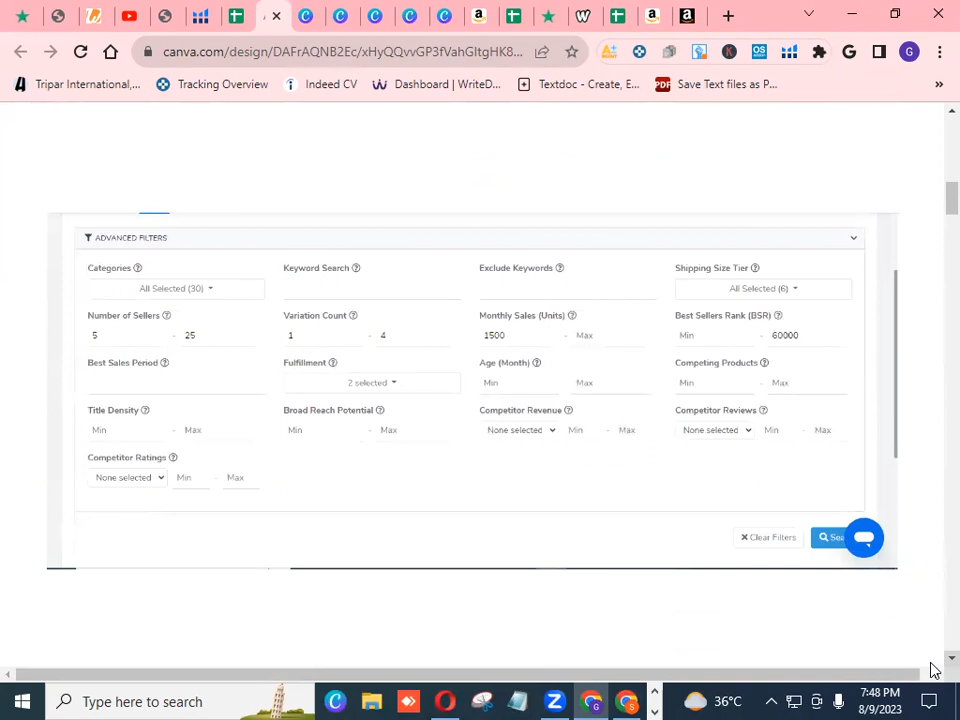 canva.com/design/DAFrAQNB2Ec/xHyQQvvGP3fVahGItgHK8...
G
Tripar International,...
Tracking Overview
Indeed CV
Dashboard | WriteD...
Textdoc - Create, E...
PDF
Save Text files as P...
»
ADVANCED FILTERS
Categories
Keyword Search
Exclude Keywords
Shipping Size Tier
All Selected (30)
All Selected (6)
Number of Sellers
Variation Count
Monthly Sales (Units)
Best Sellers Rank (BSR)
5 - 25
1 - 4
1500 - Max
Min - 60000
Best Sales Period
Fulfillment
Age (Month)
Competing Products
2 selected
Min Max
Min - Max
Title Density
Broad Reach Potential
Competitor Revenue
Competitor Reviews
Min - Max
Min - Max
None selected Min - Max
None selected Min - Max
Competitor Ratings
None selected Min - Max
Clear Filters
Sea
Type here to search
36°C
7:48 PM
8/9/2023